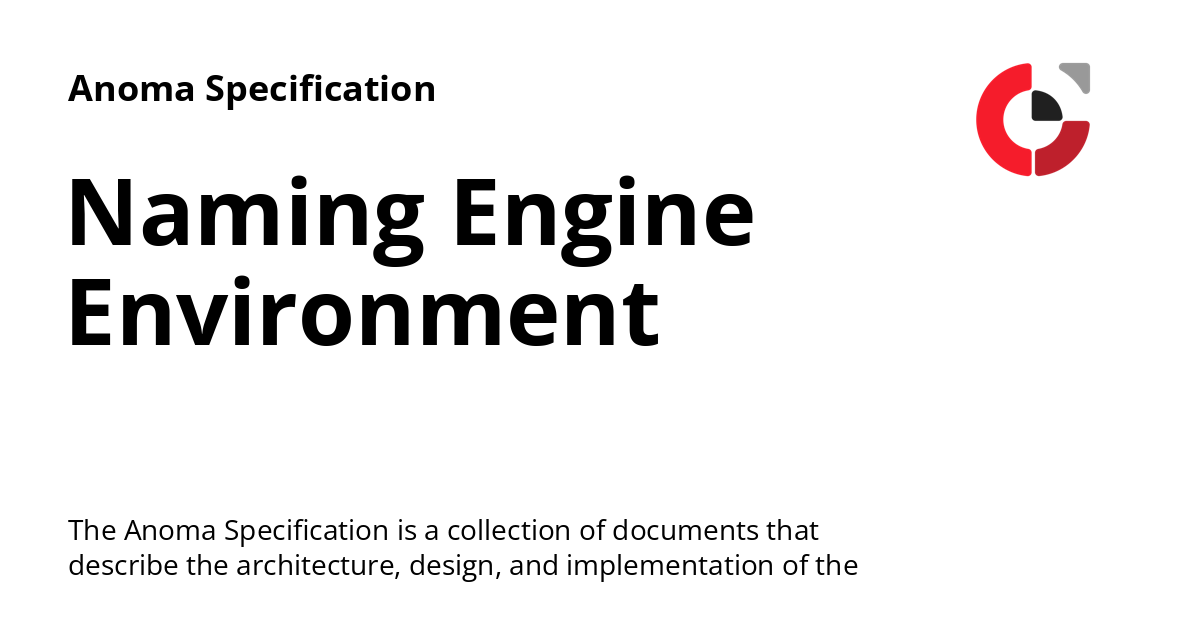 Anoma Specification
Naming Engine
Environment
The Anoma Specification is a collection of documents that
describe the architecture, design, and implementation of the